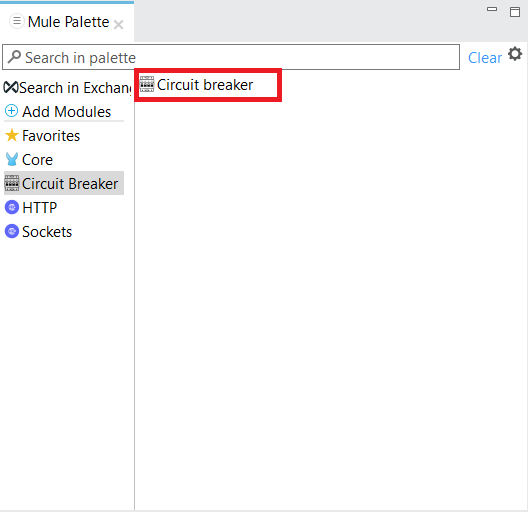 Mule Palette
Search in palette
Clear
Search in Exchan
Add Modules
Favorites
Core
Circuit Breaker
HTTP
Sockets
Circuit breaker